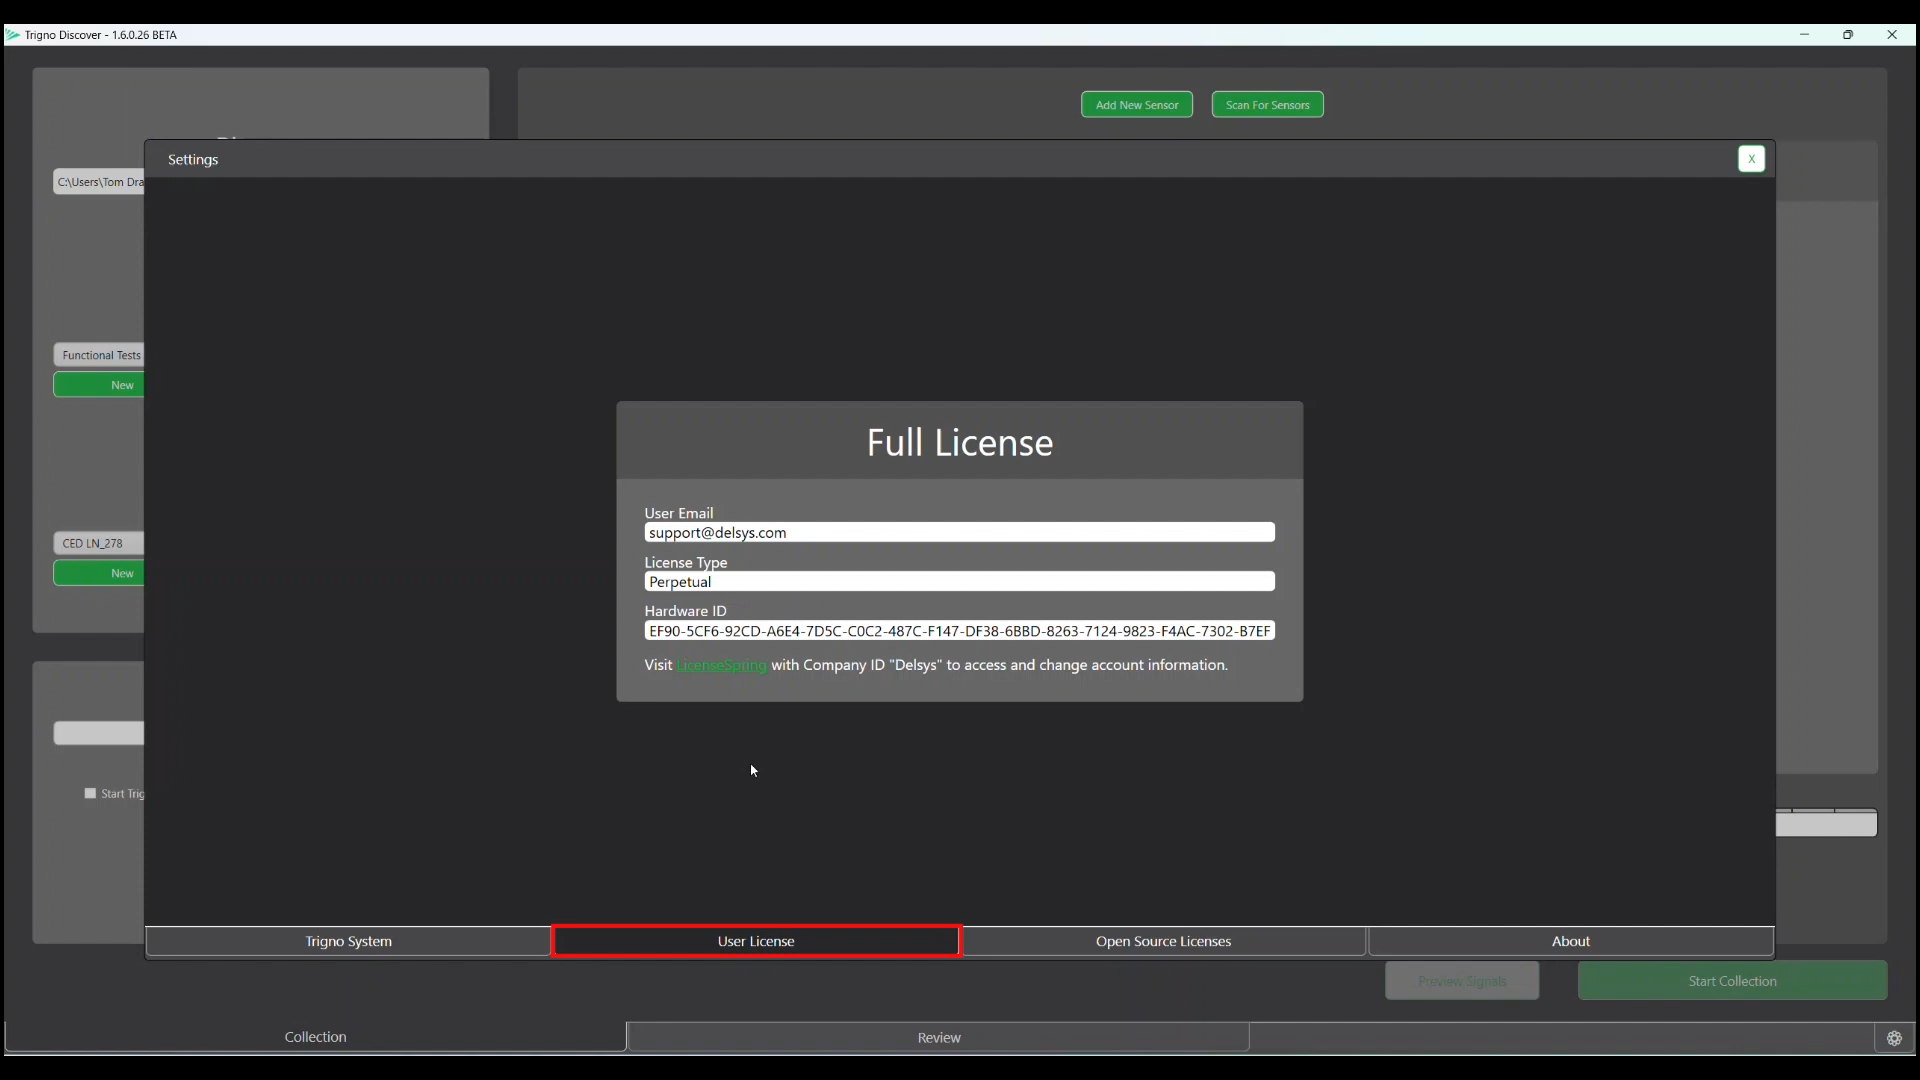 Trigno Discover - 1.6.0.26 BETA
Add New Sensor
Scan For Sensors
Settings
X
C:\Users\Tom Dra
Functional Tests
New
Full License
User Email
support@delsys.com
License Type
Perpetual
CED LN_278
New
Hardware ID
EF90-5CF6-92CD-A6E4-7D5C-C0C2-487C-F147-DF38-6BBD-8263-7124-9823-F4AC-7302-B7EF
Visit LicenseSpring with Company ID "Delsys" to access and change account information.
Start Trig
Trigno System
User License
Open Source Licenses
About
Preview Signals
Start Collection
Collection
Review